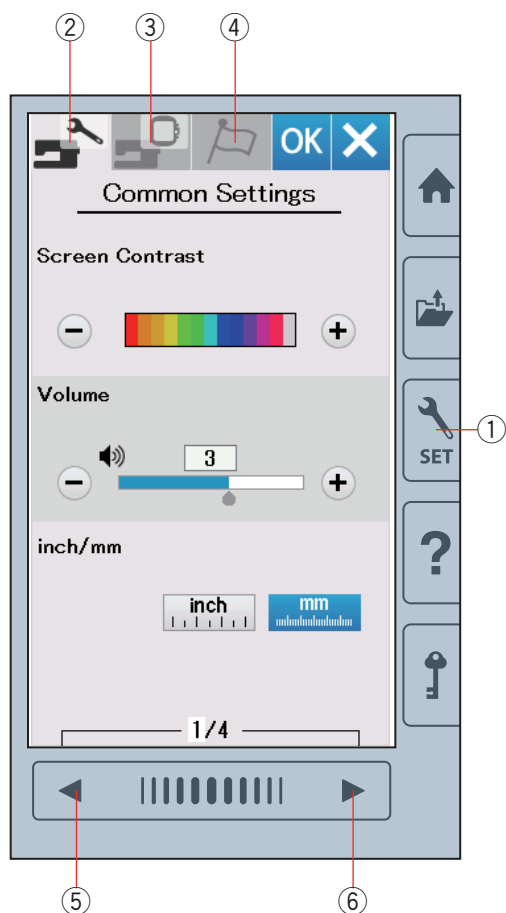 ② ③ ④
OK
Common Settings
Screen Contrast
− +
Volume
3
− +
①
SET
inch/mm
inch mm
?
1/4
⑤ ⑥